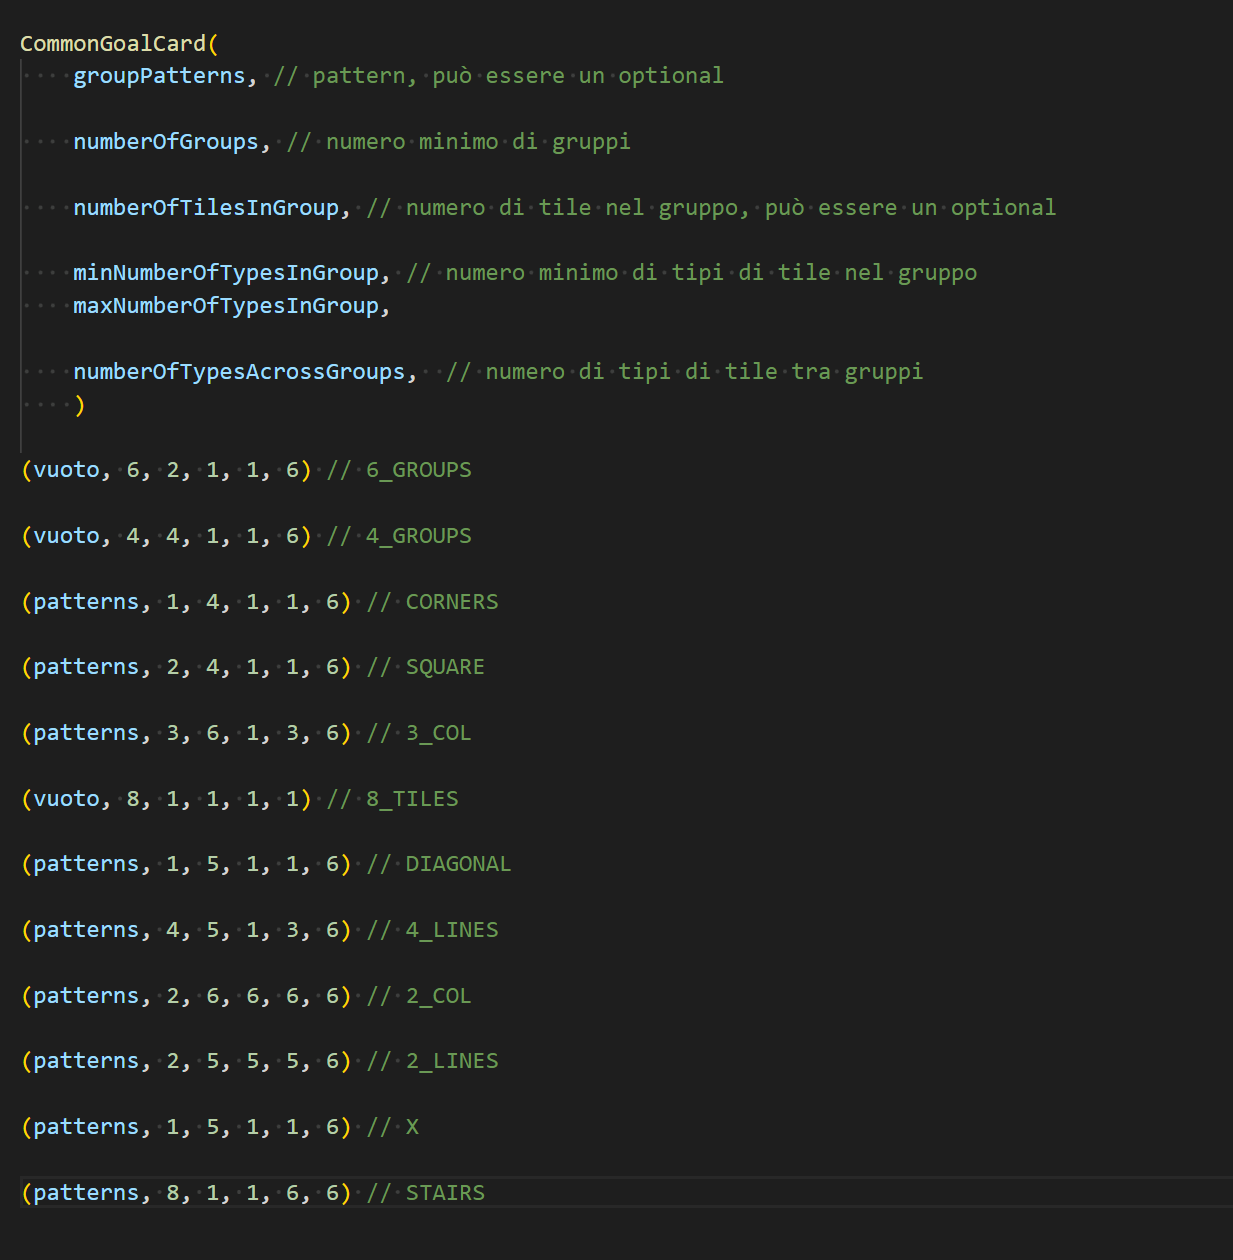 CommonGoalCard(
    groupPatterns, // pattern, può essere un optional
    numberOfGroups, // numero minimo di gruppi
    numberOfTilesInGroup, // numero di tile nel gruppo, può essere un optional
    minNumberOfTypesInGroup, // numero minimo di tipi di tile nel gruppo
    maxNumberOfTypesInGroup,
    numberOfTypesAcrossGroups,  // numero di tipi di tile tra gruppi
    )
(vuoto, 6, 2, 1, 1, 6) // 6_GROUPS
(vuoto, 4, 4, 1, 1, 6) // 4_GROUPS
(patterns, 1, 4, 1, 1, 6) // CORNERS
(patterns, 2, 4, 1, 1, 6) // SQUARE
(patterns, 3, 6, 1, 3, 6) // 3_COL
(vuoto, 8, 1, 1, 1, 1) // 8_TILES
(patterns, 1, 5, 1, 1, 6) // DIAGONAL
(patterns, 4, 5, 1, 3, 6) // 4_LINES
(patterns, 2, 6, 6, 6, 6) // 2_COL
(patterns, 2, 5, 5, 5, 6) // 2_LINES
(patterns, 1, 5, 1, 1, 6) // X
(patterns, 8, 1, 1, 6, 6) // STAIRS